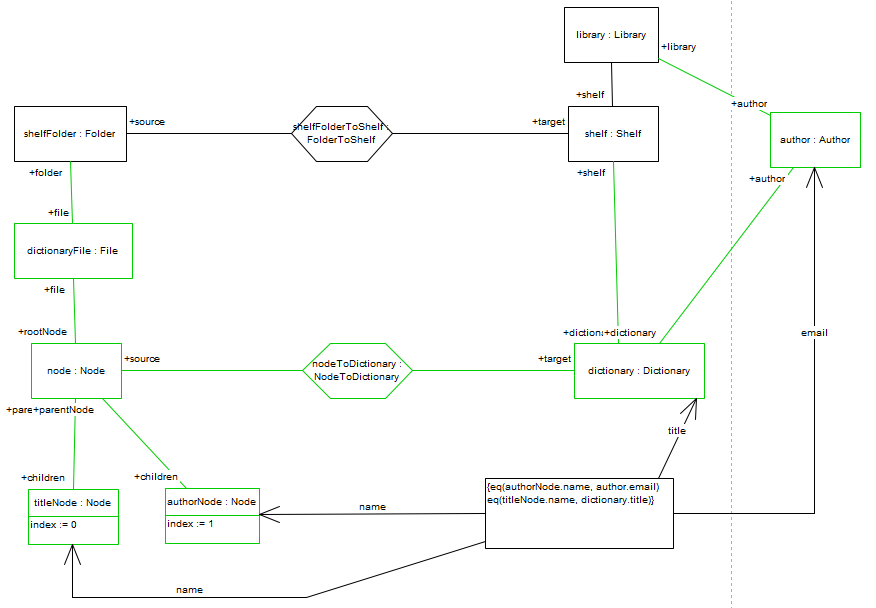 library : Library
+library
+shelf
+author
+source
shelfFolderToShelf :
FolderToShelf
+target
shelfFolder : Folder
shelf : Shelf
author : Author
+folder
+shelf
+author
+file
dictionaryFile : File
+file
+rootNode
+dictiona
+dictionary
email
node : Node
+source
nodeToDictionary :
NodeToDictionary
+target
dictionary : Dictionary
+pare
+parentNode
title
+children
+children
titleNode : Node
index := 0
authorNode : Node
index := 1
name
{eq(authorNode.name, author.email)
eq(titleNode.name, dictionary.title)}
name